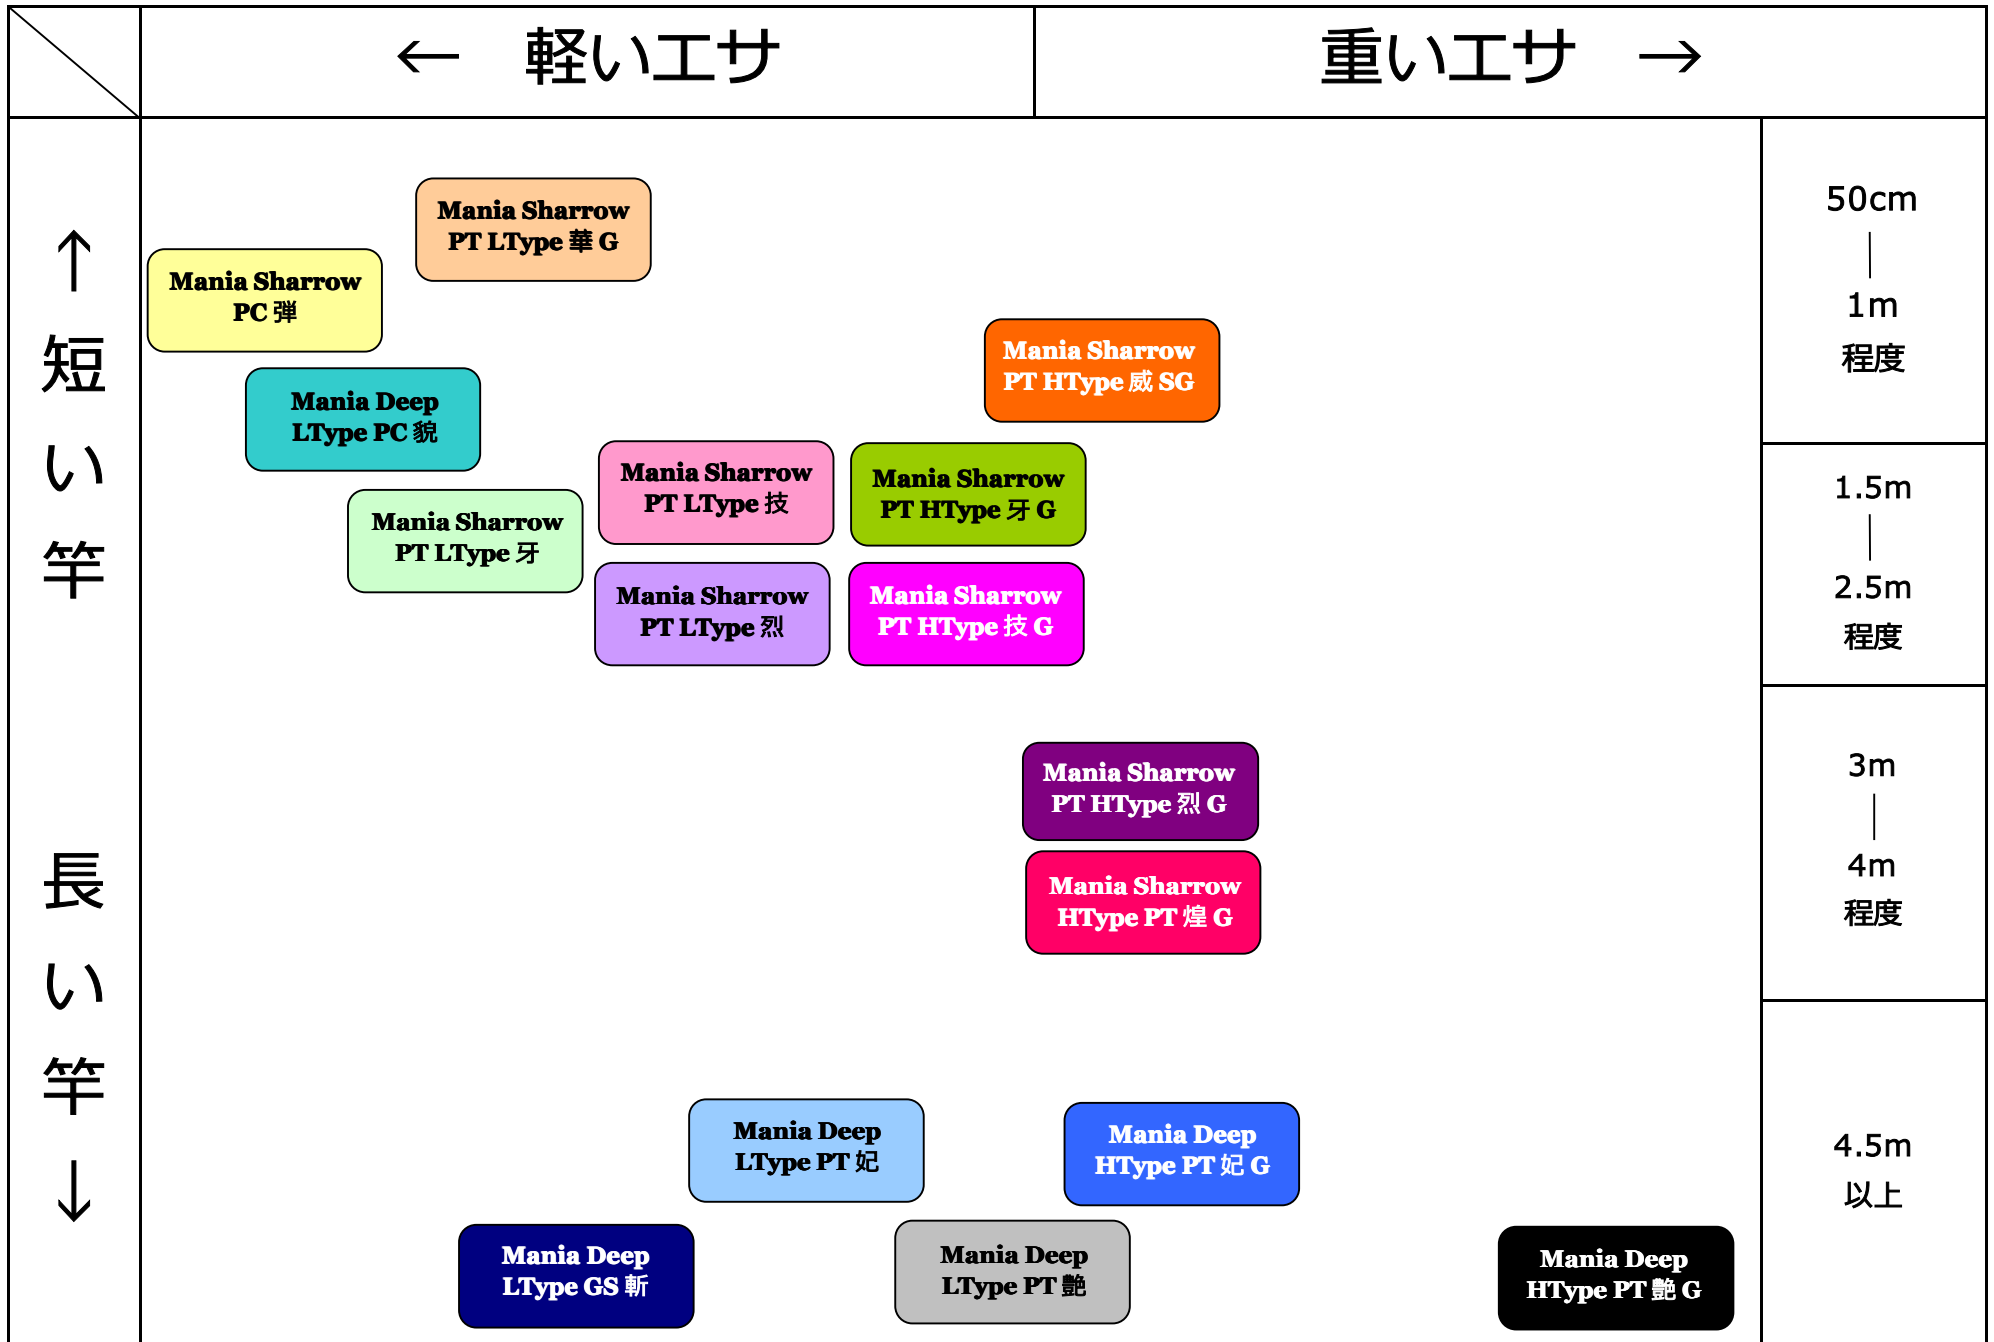 ← 軽いエサ
重いエサ →
↑短い竿
長い竿↓
Mania Sharrow
PT LType 華 G
Mania Sharrow
PC 弾
Mania Sharrow
PT HType 威 SG
Mania Deep
LType PC 貌
Mania Sharrow
PT LType 技
Mania Sharrow
PT HType 牙 G
Mania Sharrow
PT LType 牙
Mania Sharrow
PT LType 烈
Mania Sharrow
PT HType 技 G
Mania Sharrow
PT HType 烈 G
Mania Sharrow
HType PT 煌 G
Mania Deep
LType PT 妃
Mania Deep
HType PT 妃 G
Mania Deep
LType GS 斬
Mania Deep
LType PT 艶
Mania Deep
HType PT 艶 G
50cm
1m
程度
1.5m
2.5m
程度
3m
4m
程度
4.5m
以上